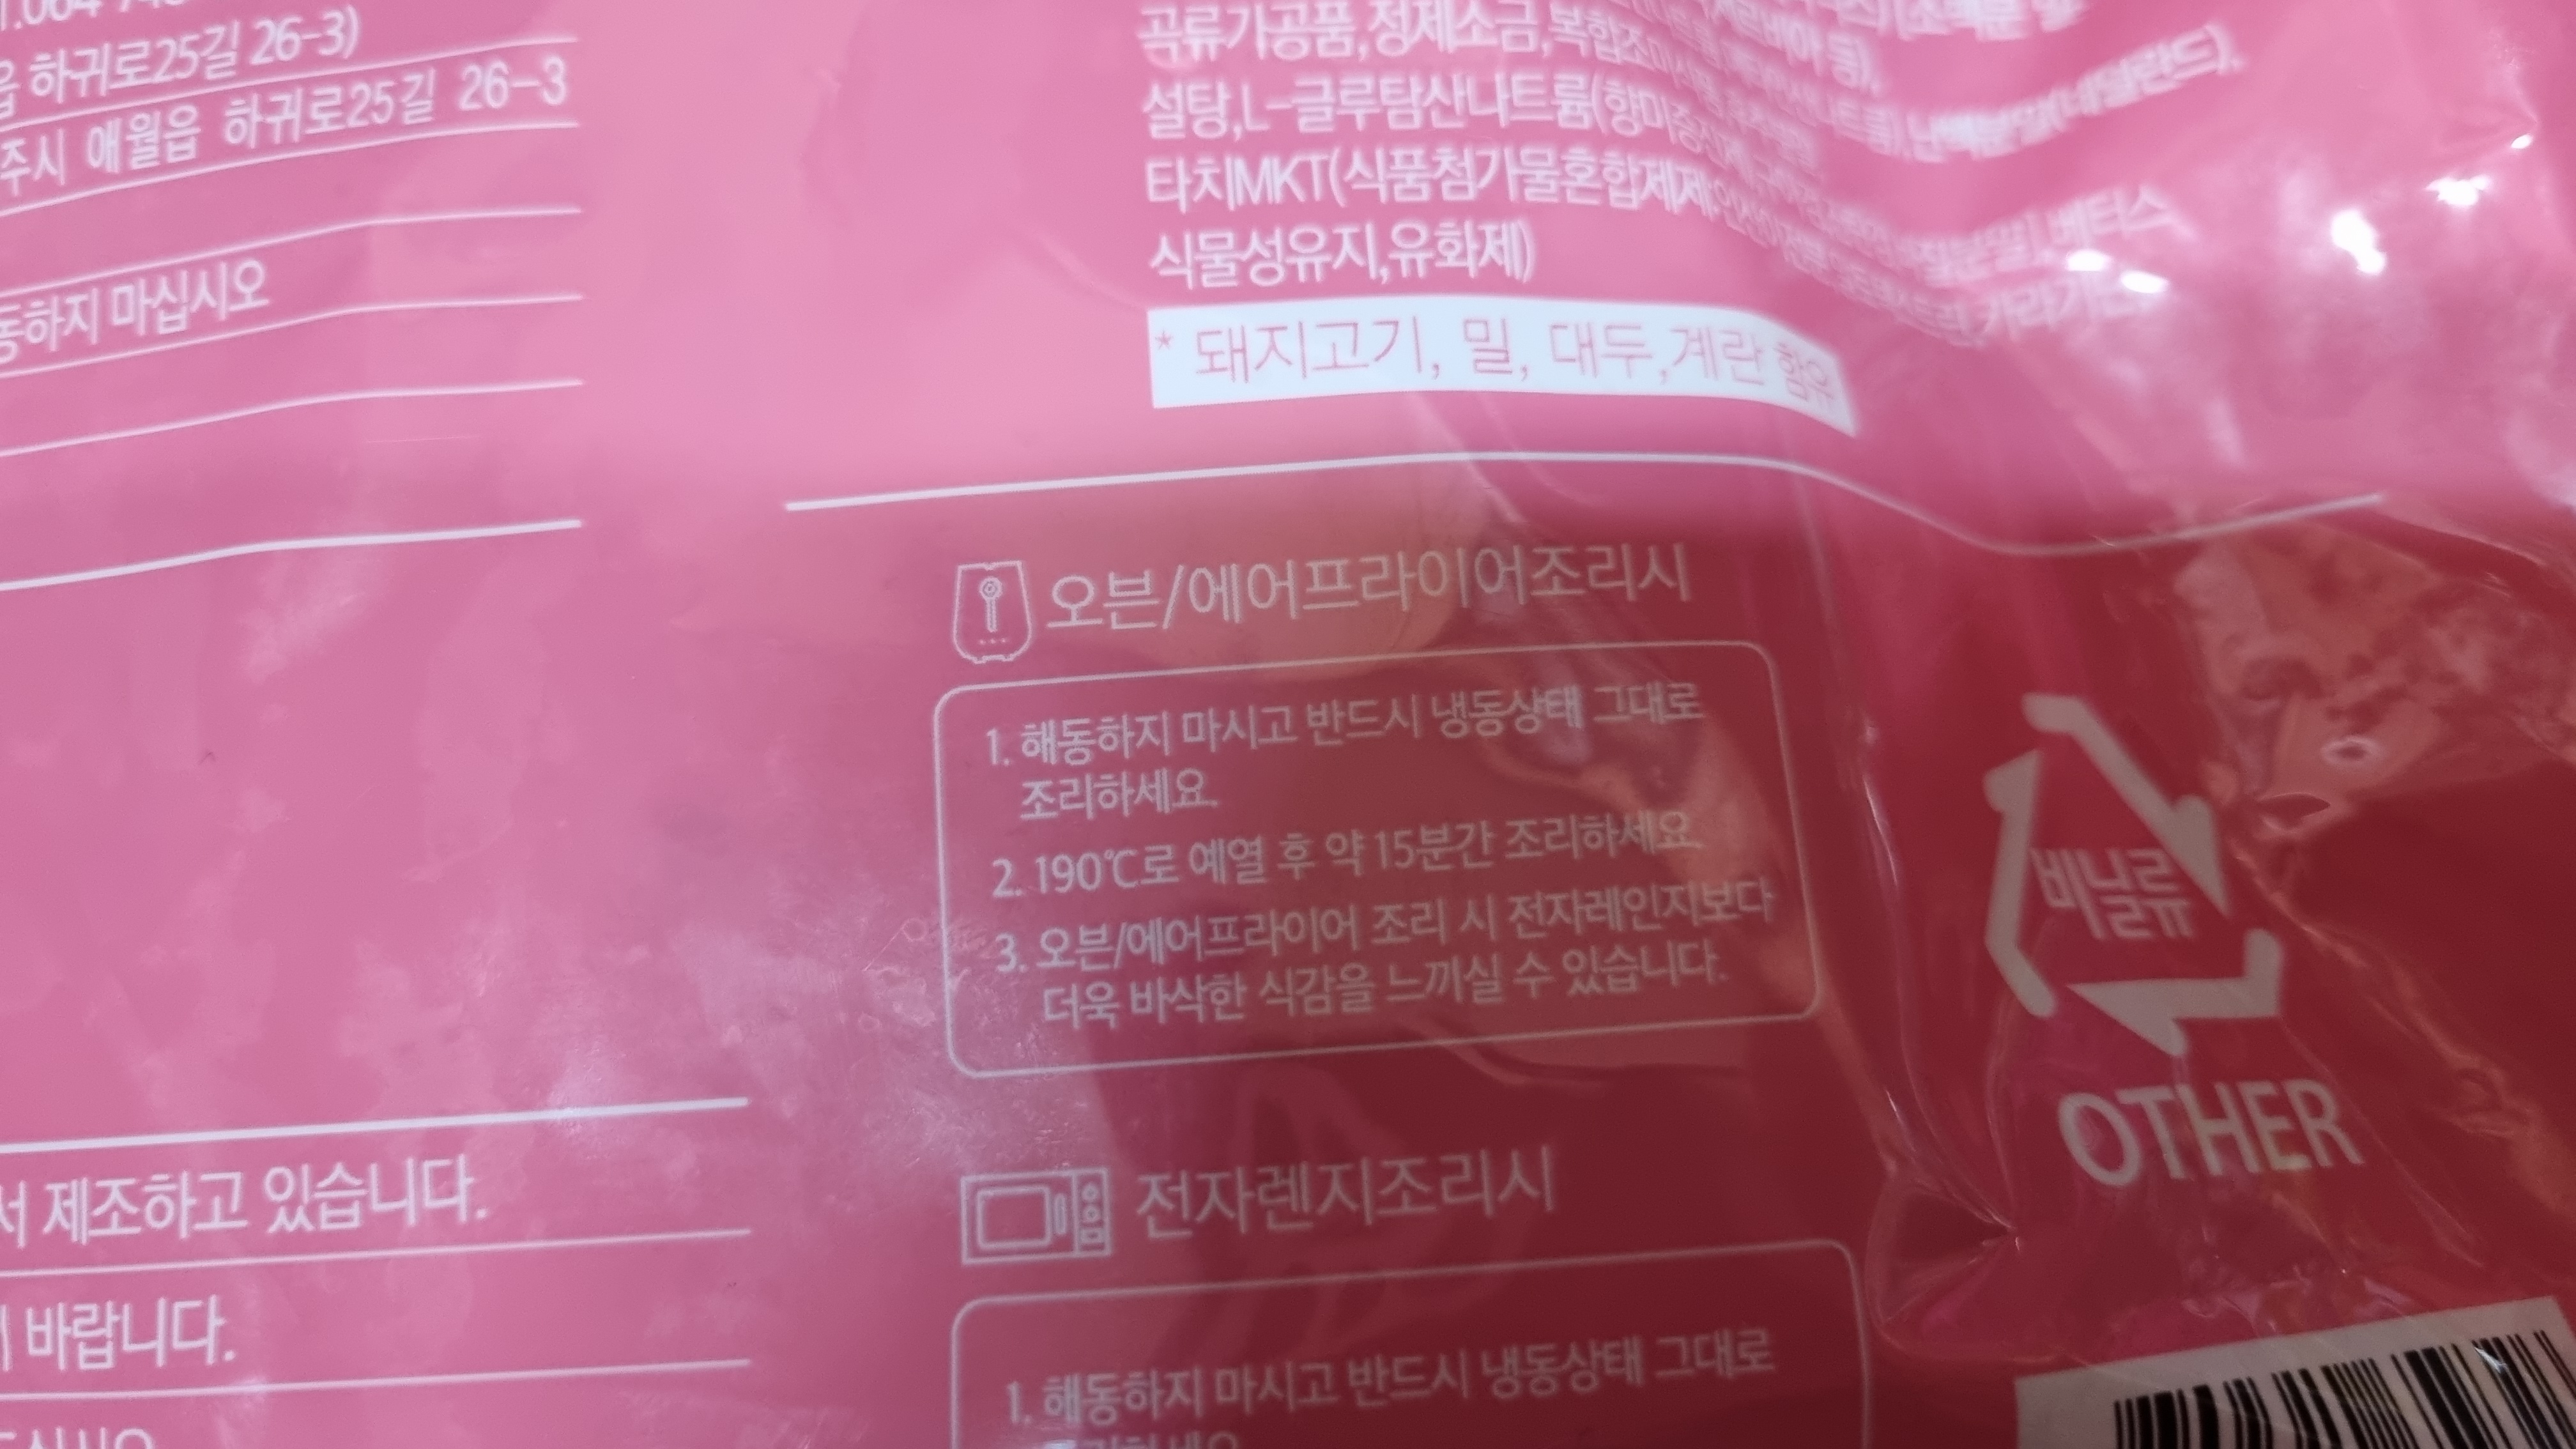 하귀로25길 26-3)
주시 애월읍 하귀로25길 26-3
동하지 마십시오
서 제조하고 있습니다.
바랍니다.
곡류가공품,정제소금,복합조미식품
설탕,L-글루탐산나트륨(향미증진제)
타치MKT(식품첨가물혼합제제
식물성유지,유화제)
* 돼지고기, 밀, 대두,계란 함유
오븐/에어프라이어조리시
1. 해동하지 마시고 반드시 냉동상태 그대로
조리하세요.
2. 190℃로 예열 후 약 15분간 조리하세요.
3. 오븐/에어프라이어 조리 시 전자레인지보다
더욱 바삭한 식감을 느끼실 수 있습니다.
비닐류
OTHER
전자렌지조리시
1. 해동하지 마시고 반드시 냉동상태 그대로